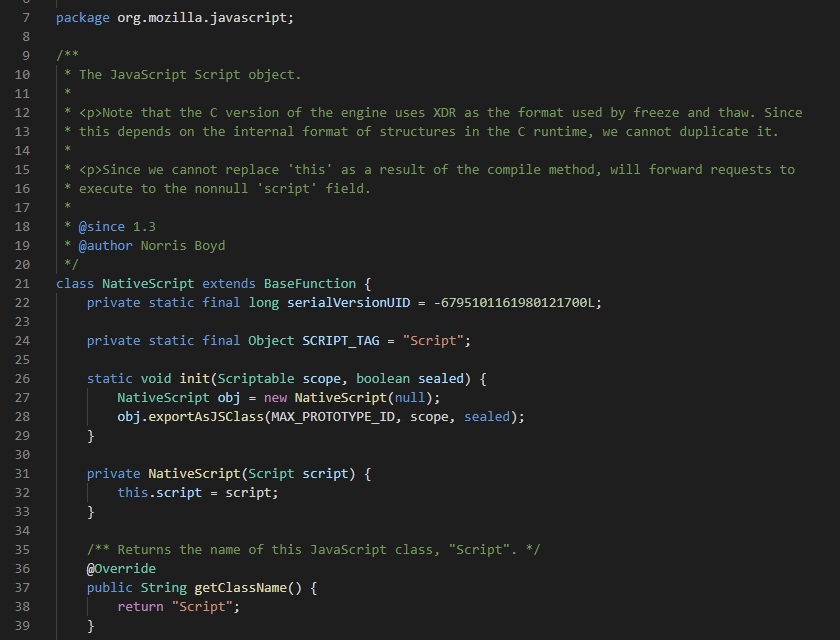 7 package org.mozilla.javascript;
8
9 /**
10  * The JavaScript Script object.
11  *
12  * <p>Note that the C version of the engine uses XDR as the format used by freeze and thaw. Since
13  * this depends on the internal format of structures in the C runtime, we cannot duplicate it.
14  *
15  * <p>Since we cannot replace 'this' as a result of the compile method, will forward requests to
16  * execute to the nonnull 'script' field.
17  *
18  * @since 1.3
19  * @author Norris Boyd
20  */
21 class NativeScript extends BaseFunction {
22     private static final long serialVersionUID = -6795101161980121700L;
23
24     private static final Object SCRIPT_TAG = "Script";
25
26     static void init(Scriptable scope, boolean sealed) {
27         NativeScript obj = new NativeScript(null);
28         obj.exportAsJSClass(MAX_PROTOTYPE_ID, scope, sealed);
29     }
30
31     private NativeScript(Script script) {
32         this.script = script;
33     }
34
35     /** Returns the name of this JavaScript class, "Script". */
36     @Override
37     public String getClassName() {
38         return "Script";
39     }